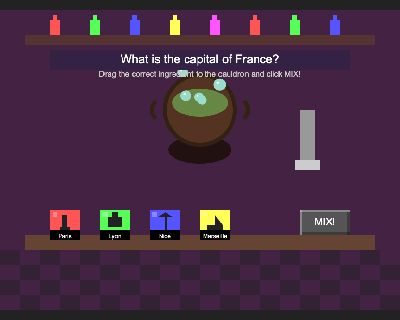 What is the capital of France?
Drag the correct ingredient to the cauldron and click MIX!
MIX!
Paris
Lyon
Nice
Marseille